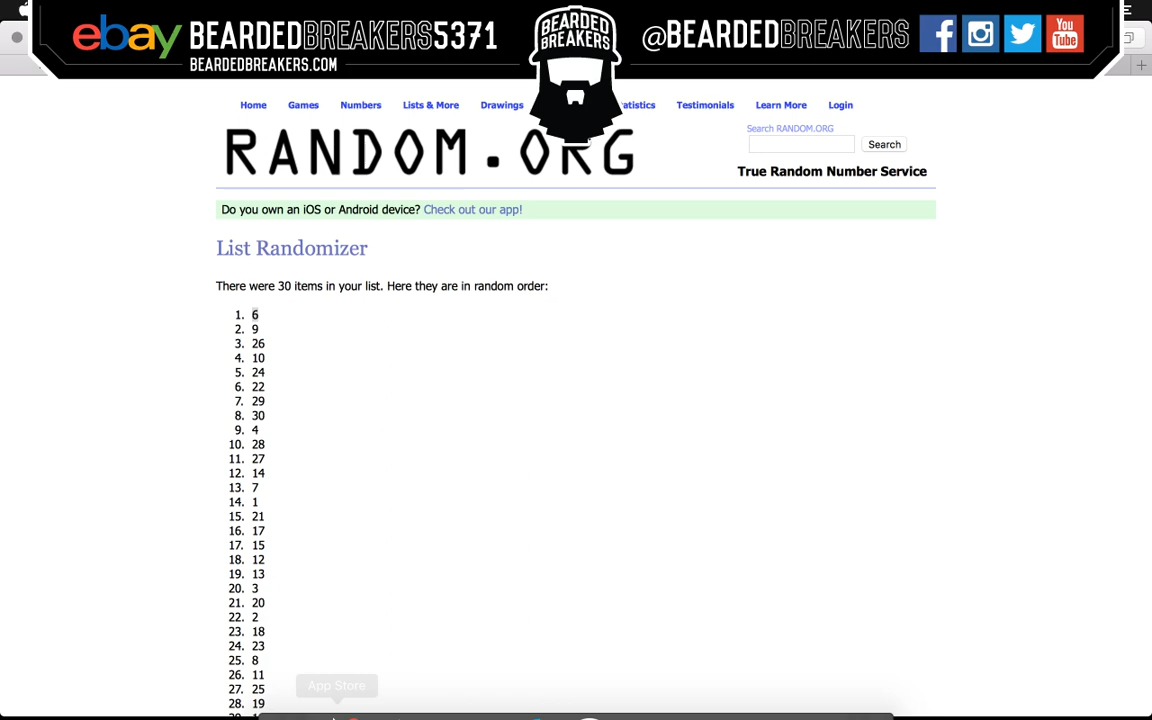 ebay BEARDEDBREAKERS5371
BEARDEDBREAKERS.COM
BEARDED
BREAKERS
@BEARDEDBREAKERS
You
Tube
Home Games Numbers Lists & More Drawings Testimonials Learn More Login
RANDOM.ORG
Search RANDOM.ORG
Search
True Random Number Service
Do you own an iOS or Android device? Check out our app!
List Randomizer
There were 30 items in your list. Here they are in random order:
1. 6
2. 9
3. 26
4. 10
5. 24
6. 22
7. 29
8. 30
9. 4
10. 28
11. 27
12. 14
13. 7
14. 1
15. 21
16. 17
17. 15
18. 12
19. 13
20. 3
21. 20
22. 2
23. 18
24. 23
25. 8
26. 11
27. 25
28. 19
App Store